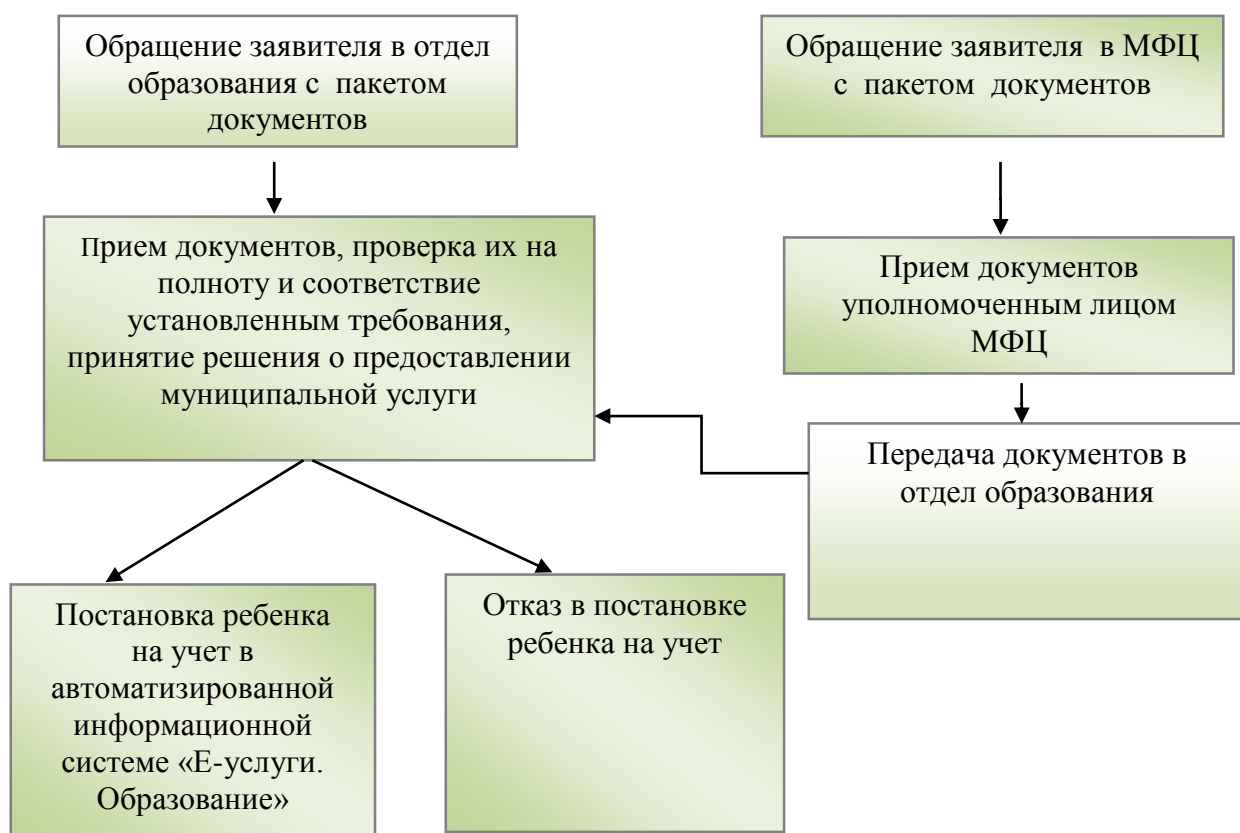 Обращение заявителя в отдел
образования с пакетом
документов
Обращение заявителя в МФЦ
с пакетом документов
Прием документов, проверка их на
полноту и соответствие
установленным требования,
принятие решения о предоставлении
муниципальной услуги
Прием документов
уполномоченным лицом
МФЦ
Передача документов в
отдел образования
Постановка ребенка
на учет в
автоматизированной
информационной
системе «Е-услуги.
Образование»
Отказ в постановке
ребенка на учет